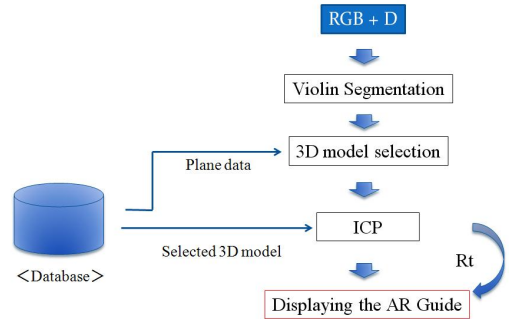 RGB + D
Violin Segmentation
3D model selection
Plane data
ICP
Selected 3D model
<Database>
Rt
Displaying the AR Guide